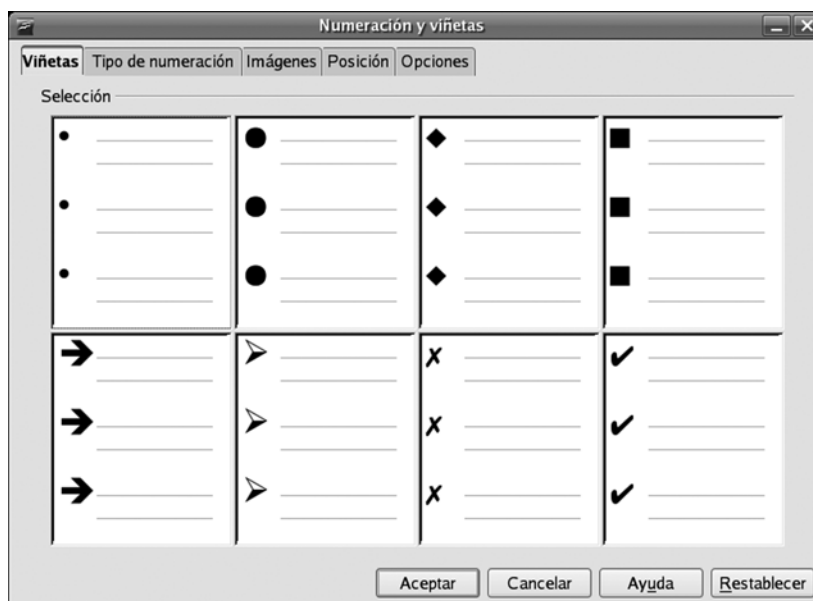 Numeración y viñetas
Viñetas Tipo de numeración Imágenes Posición Opciones
Selección
Aceptar Cancelar Ayuda Restablecer